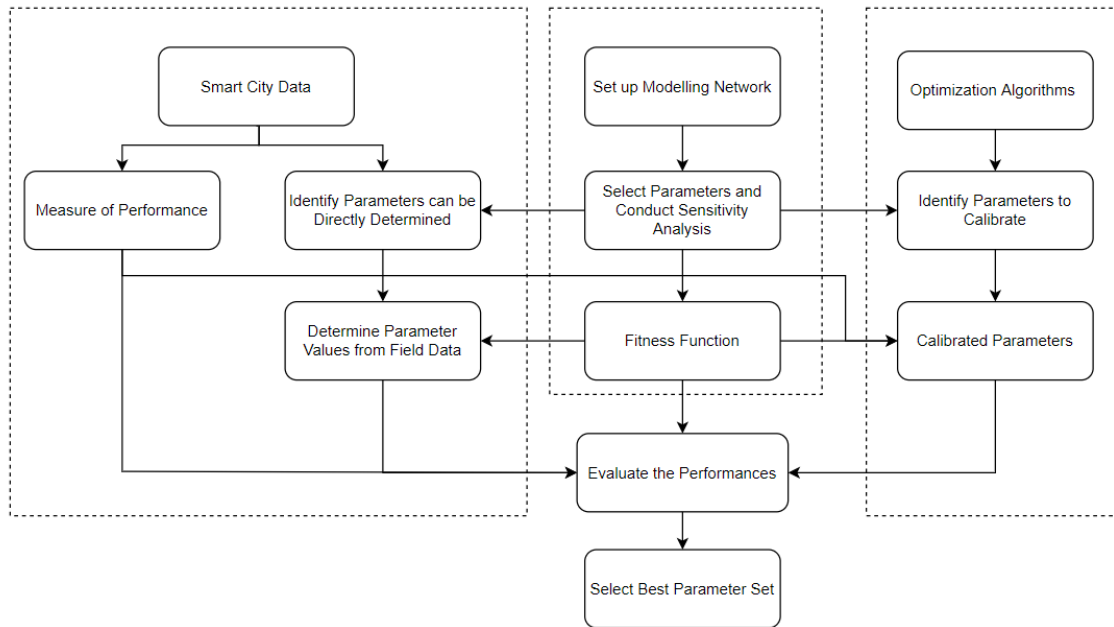 Smart City Data
Set up Modelling Network
Optimization Algorithms
Measure of Performance
Identify Parameters can be
Directly Determined
Select Parameters and
Conduct Sensitivity
Analysis
Identify Parameters to
Calibrate
Determine Parameter
Values from Field Data
Fitness Function
Calibrated Parameters
Evaluate the Performances
Select Best Parameter Set